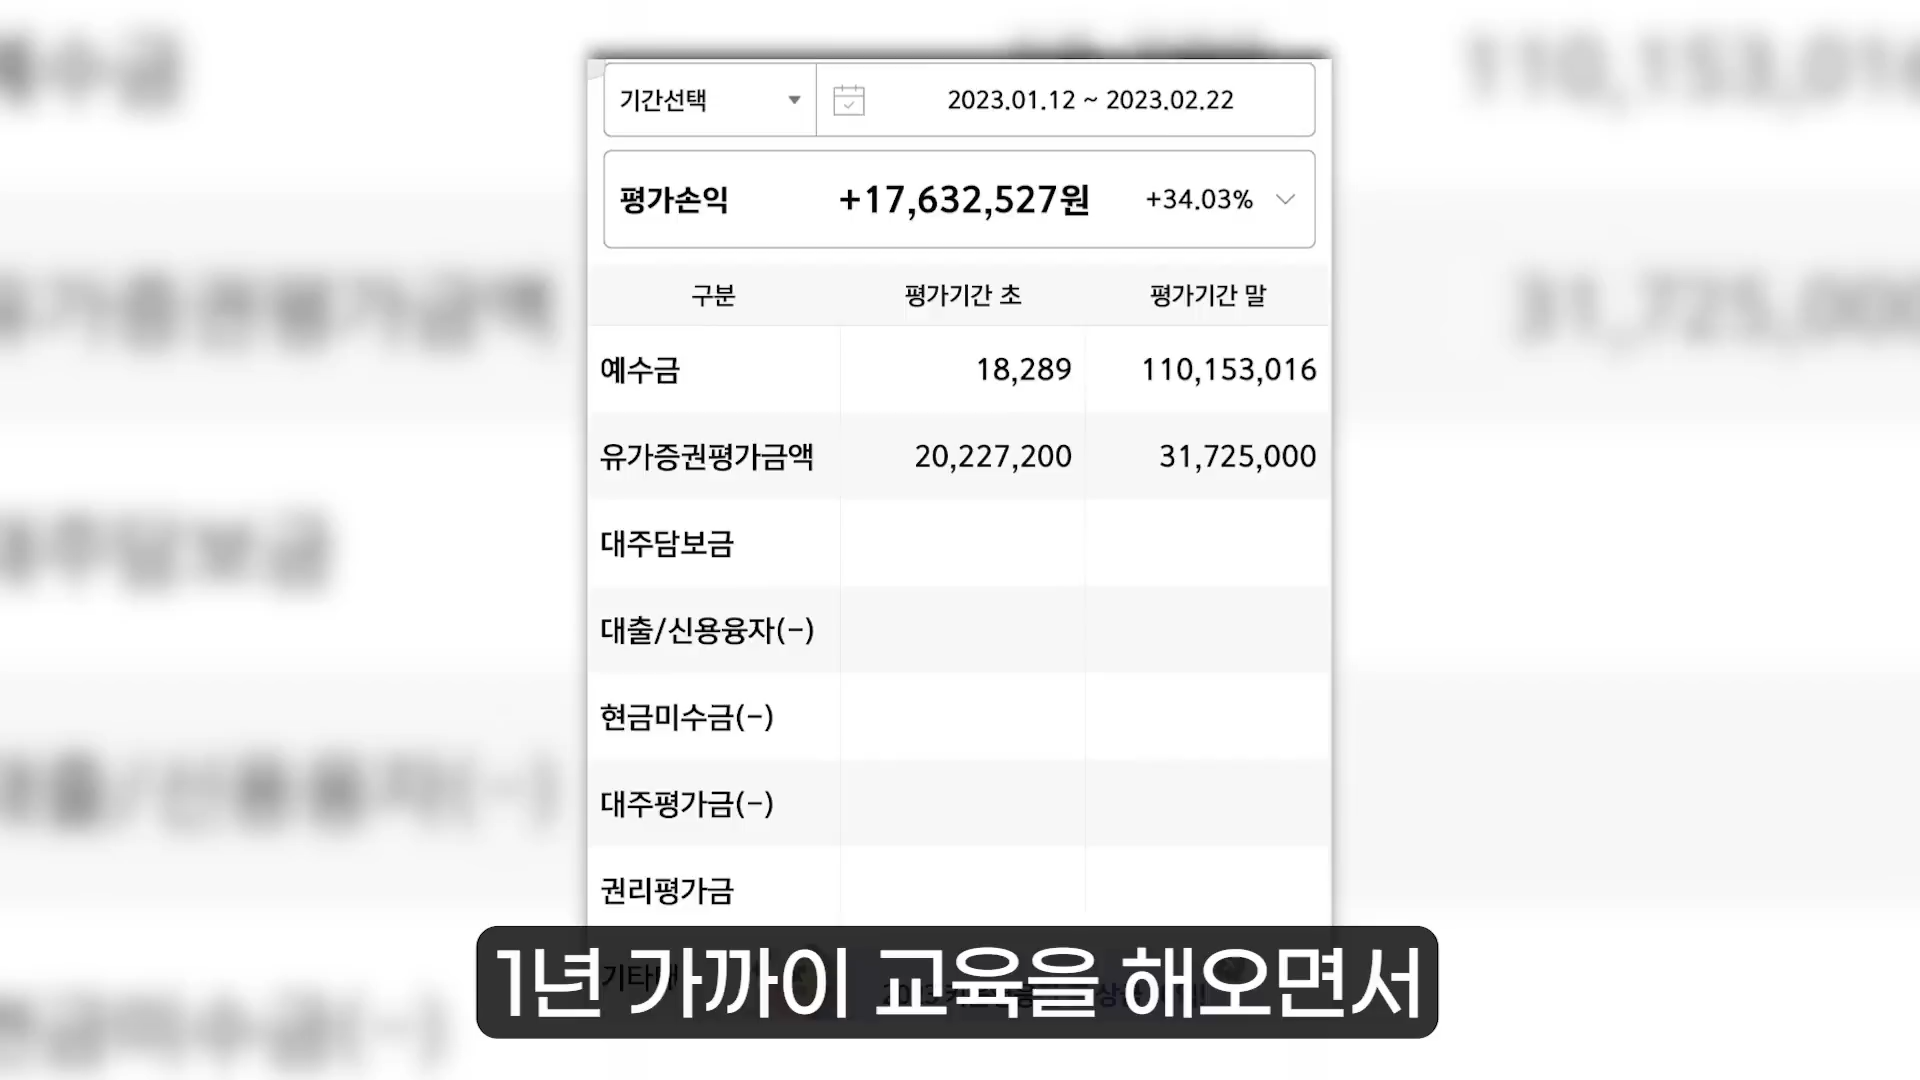 기간선택 2023.01.12 ~ 2023.02.22
평가손익 +17,632,527원 +34.03%
구분 평가기간 초 평가기간 말
예수금 18,289 110,153,016
유가증권평가금액 20,227,200 31,725,000
대주담보금
대출/신용융자(-)
현금미수금(-)
대주평가금(-)
권리평가금
1년 가까이 교육을 해오면서